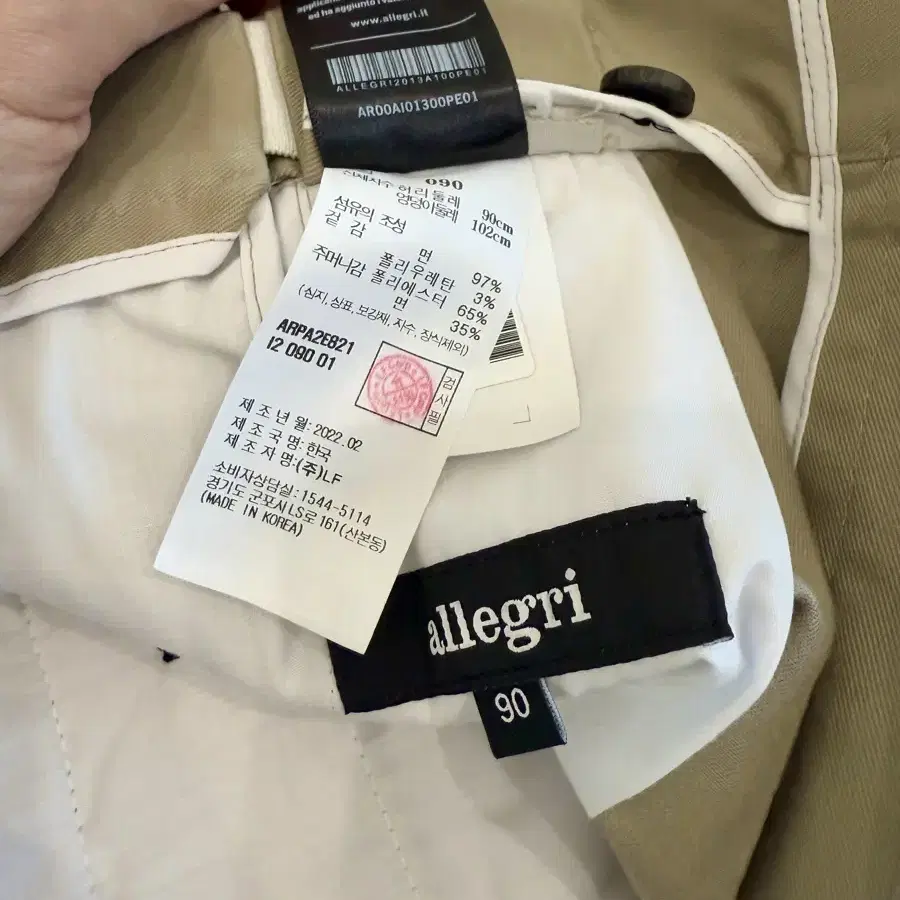 ed ha aggiunto
www.allegri.it
ALLEGRI2013A100PE01
AR00AI01300PE01
090
신체치수 허리둘레 90cm
엉덩이둘레 102cm
섬유의 조성
겉감 면 97%
폴리우레탄 3%
주머니감 폴리에스터 65%
면 35%
(심지, 상표, 보강재, 자수, 장식제외)
ARPA2E821
I2 090 01
검사필
제조년월: 2022.02
제조국명: 한국
제조자명: (주)LF
소비자상담실: 1544-5114
경기도 군포시 LS로 161(산본동)
(MADE IN KOREA)
allegri
90